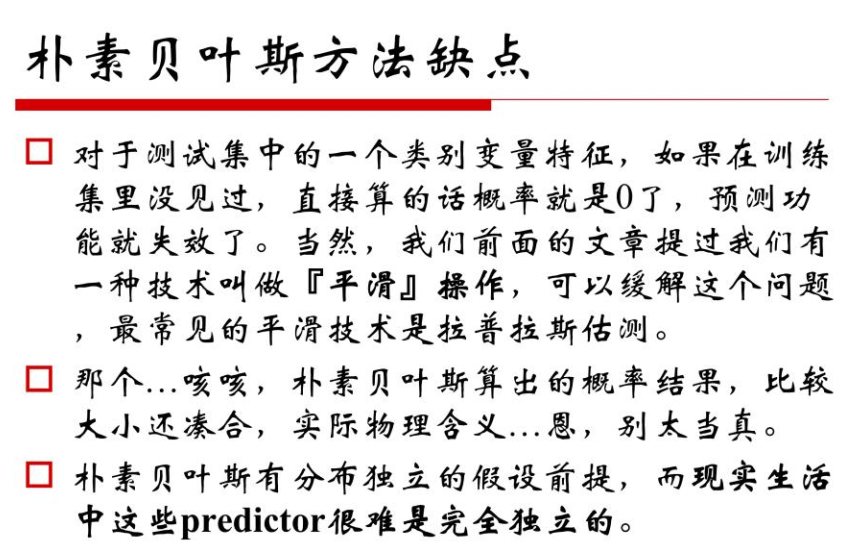 朴素贝叶斯方法缺点
对于测试集中的一个类别变量特征，如果在训练
集里没见过，直接算的话概率就是0了，预测功
能就失效了。当然，我们前面的文章提过我们有
一种技术叫做『平滑』操作，可以缓解这个问题
，最常见的平滑技术是拉普拉斯估测。
那个...咳咳，朴素贝叶斯算出的概率结果，比较
大小还凑合，实际物理含义...恩，别太当真。
朴素贝叶斯有分布独立的假设前提，而现实生活
中这些predictor很难是完全独立的。